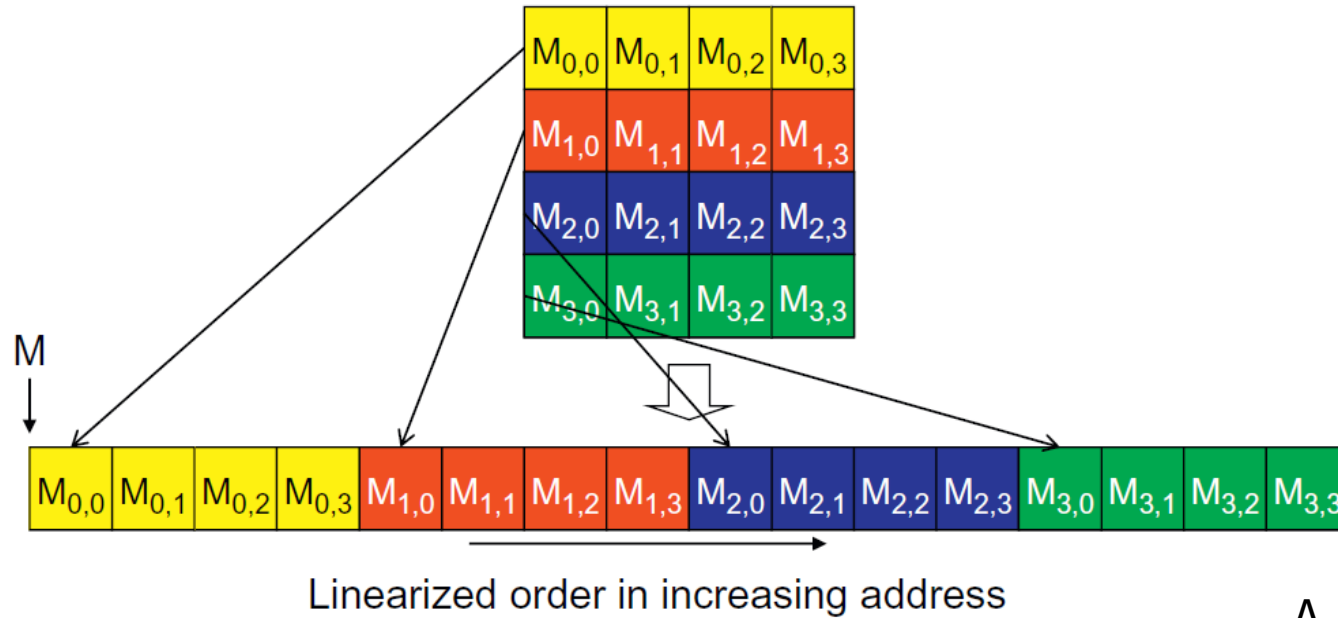 M0,0 M0,1 M0,2 M0,3
M1,0 M1,1 M1,2 M1,3
M2,0 M2,1 M2,2 M2,3
M3,0 M3,1 M3,2 M3,3
M
M0,0 M0,1 M0,2 M0,3 M1,0 M1,1 M1,2 M1,3 M2,0 M2,1 M2,2 M2,3 M3,0 M3,1 M3,2 M3,3
Linearized order in increasing address